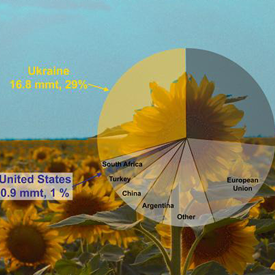 Ukraine
16.8 mmt, 29%
South Africa
United States
Turkey
0.9 mmt, 1 %
European
Union
China
Argentina
Other